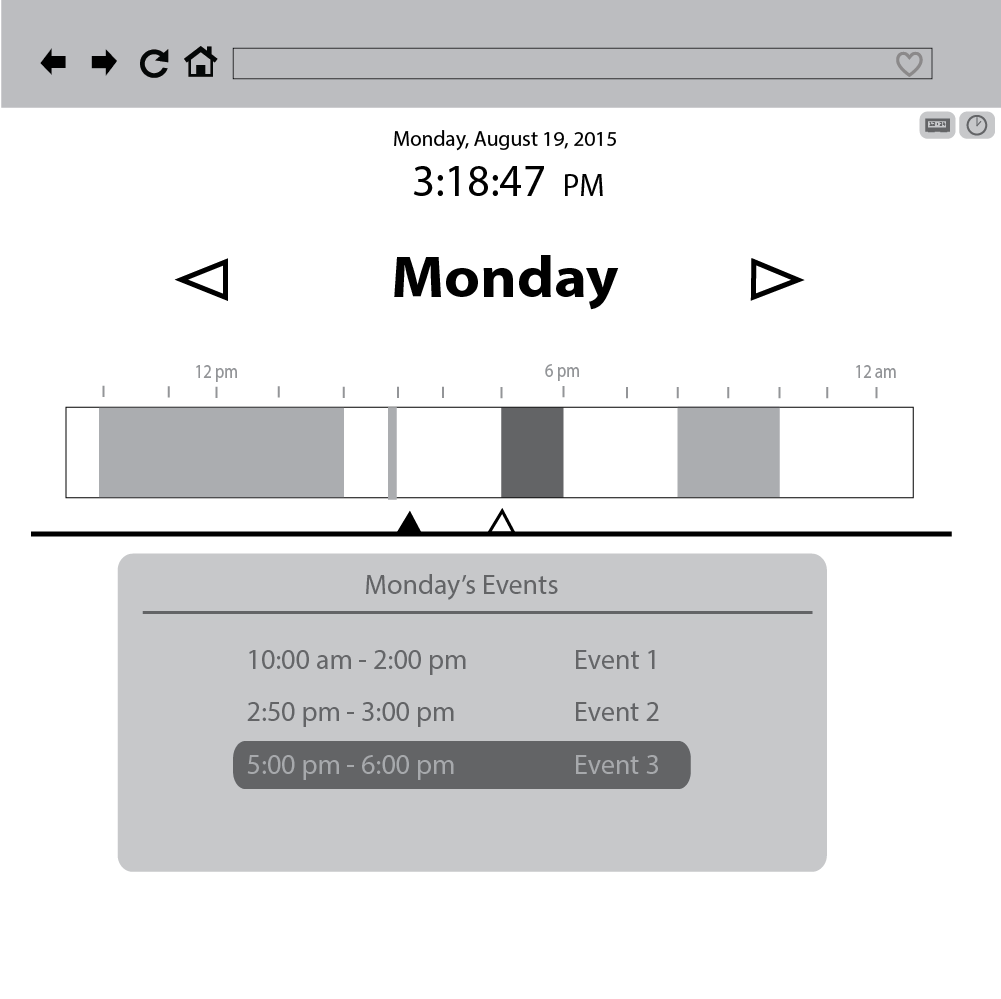 Monday, August 19, 2015
3:18:47 PM
Monday
12 pm 6 pm 12 am
Monday’s Events
10:00 am - 2:00 pm Event 1
2:50 pm - 3:00 pm Event 2
5:00 pm - 6:00 pm Event 3